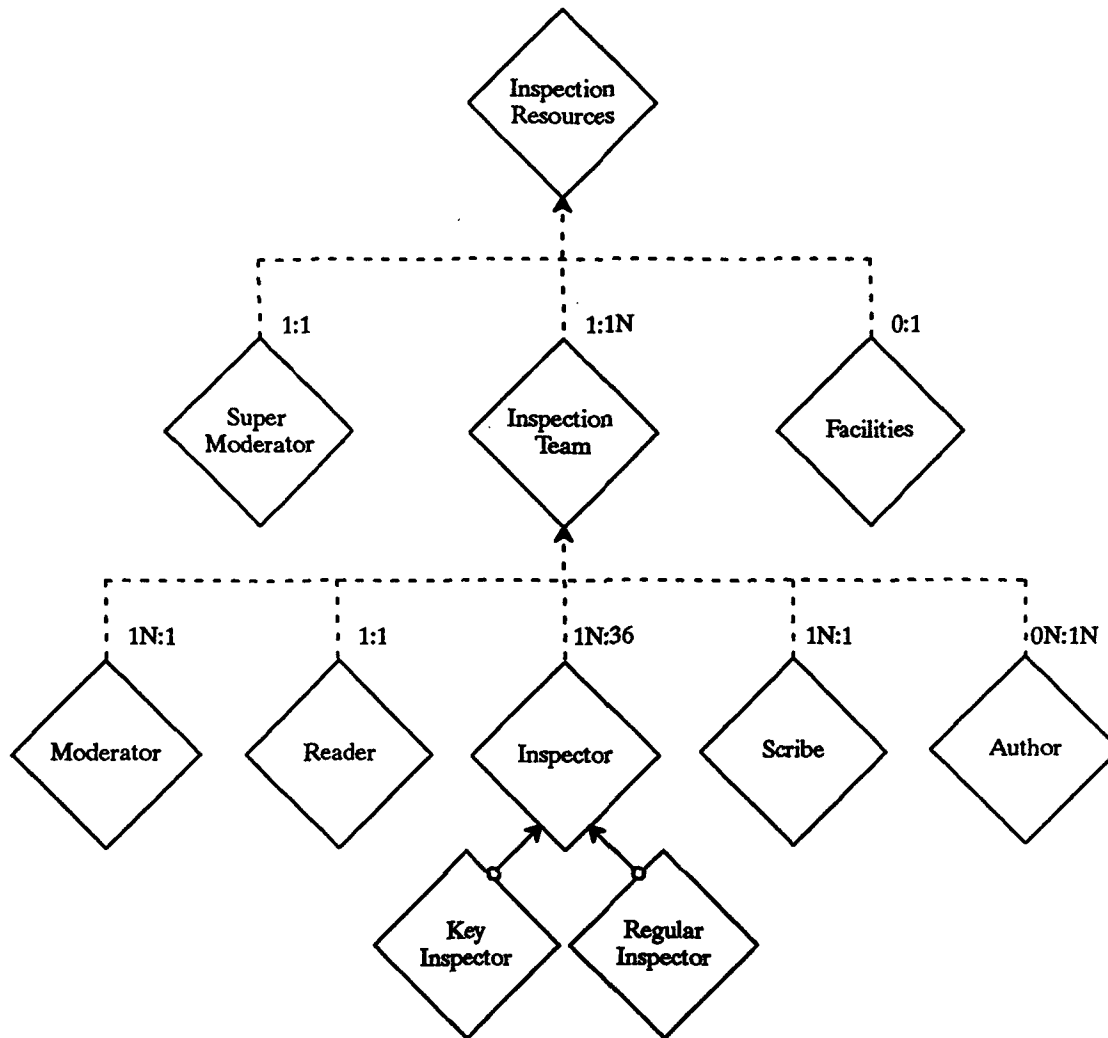 Inspection
Resources
1:1
1:1N
0:1
Super
Moderator
Inspection
Team
Facilities
1N:1
1:1
1N:36
1N:1
0N:1N
Moderator
Reader
Inspector
Scribe
Author
Key
Inspector
Regular
Inspector